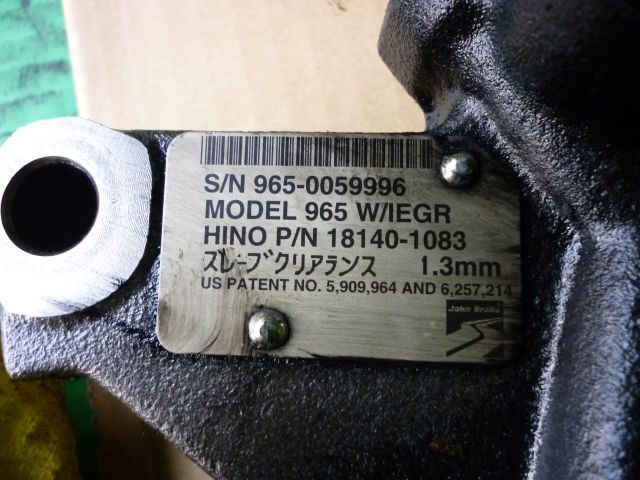 S/N 965-0059996
MODEL 965 W/IEGR
HINO P/N 18140-1083
スレーブクリアランス 1.3mm
US PATENT NO. 5,909,964 AND 6,257,214
Jake Brake